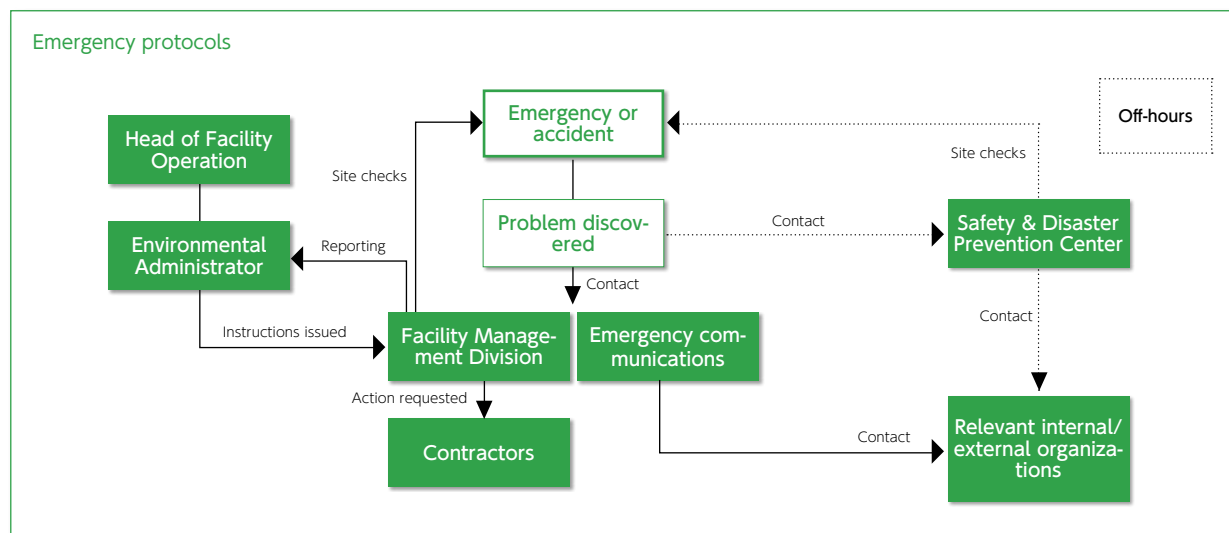 Emergency protocols
Emergency or
accident
Off-hours
Head of Facility
Operation
Site checks
Site checks
Problem discov-
ered
Contact
Safety & Disaster
Prevention Center
Environmental
Administrator
Reporting
Contact
Instructions issued
Facility Manage-
ment Division
Emergency com-
munications
Contact
Action requested
Contractors
Contact
Relevant internal/
external organiza-
tions